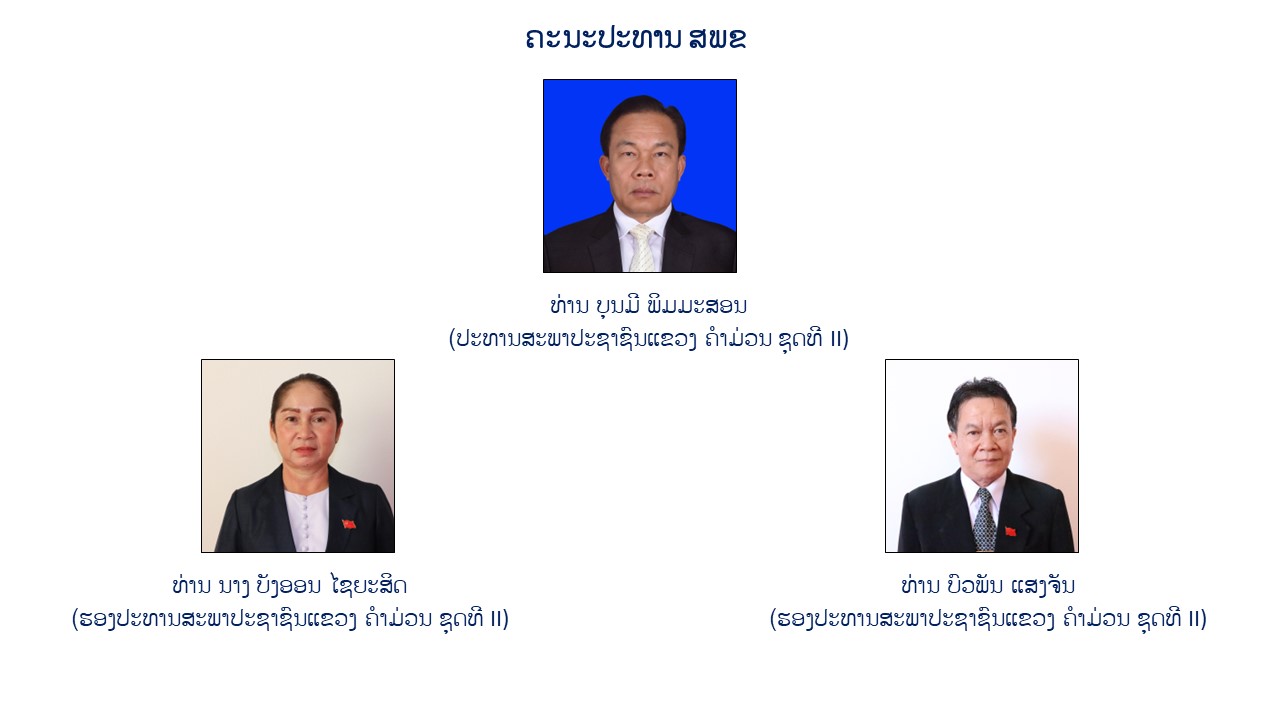 ຄະນະປະທານ ສພຂ
ທ່ານ ບຸນມີ ພິມມະສອນ
(ປະທານສະພາປະຊາຊົນແຂວງ ຄໍາມ່ວນ ຊຸດທີ II)
ທ່ານ ນາງ ບັງອອນ ໄຊຍະສິດ
(ຮອງປະທານສະພາປະຊາຊົນແຂວງ ຄໍາມ່ວນ ຊຸດທີ II)
ທ່ານ ບົວພັນ ແສງຈັນ
(ຮອງປະທານສະພາປະຊາຊົນແຂວງ ຄໍາມ່ວນ ຊຸດທີ II)